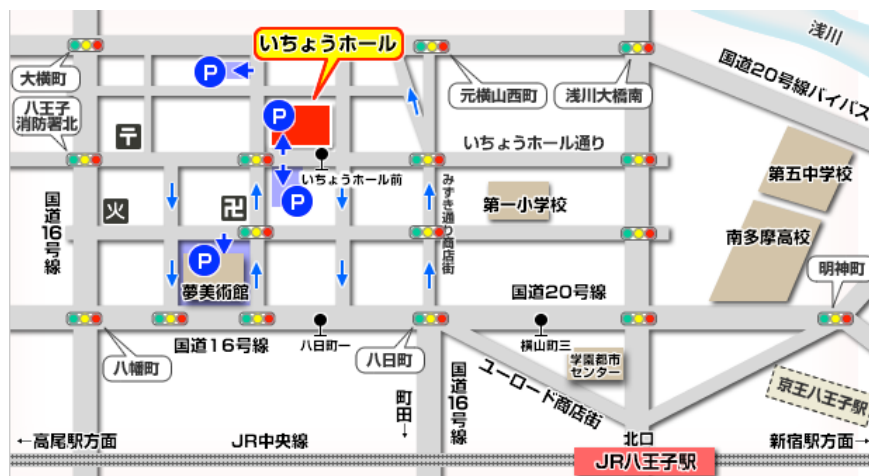 いちょうホール
浅川
大横町
P
元横山西町
浅川大橋南
国道20号線バイパス
八王子
消防署北
〒
P
いちょうホール通り
いちょうホール前
第五中学校
国道16号線
火
卍
P
みずき通り商店街
第一小学校
南多摩高校
P
夢美術館
国道20号線
明神町
国道16号線
八日町一
八日町
横山町三
八幡町
学園都市
センター
国道16号線
ユーロード商店街
京王八王子駅
町田→
←高尾駅方面
JR中央線
北口
新宿駅方面→
JR八王子駅